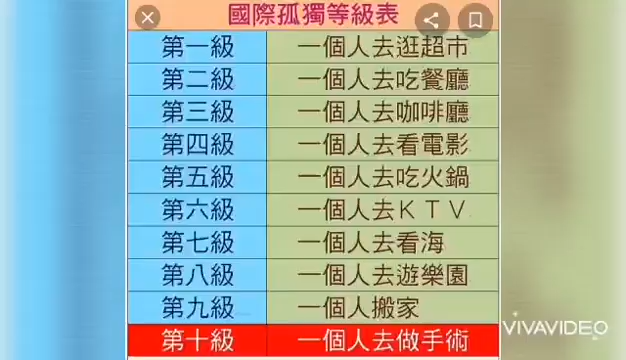 國際孤獨等級表
第一級 一個人去逛超市
第二級 一個人去吃餐廳
第三級 一個人去咖啡廳
第四級 一個人去看電影
第五級 一個人去吃火鍋
第六級 一個人去ＫＴＶ
第七級 一個人去看海
第八級 一個人去遊樂園
第九級 一個人搬家
第十級 一個人去做手術
VIVAVIDEO